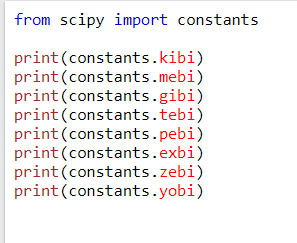 from scipy import constants
print(constants.kibi)
print(constants.mebi)
print(constants.gibi)
print(constants.tebi)
print(constants.pebi)
print(constants.exbi)
print(constants.zebi)
print(constants.yobi)